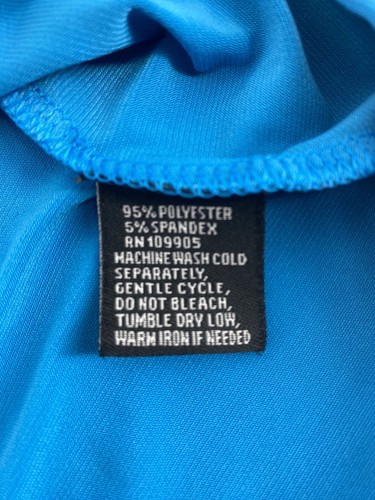 95% POLYESTER
5% SPANDEX
RN 109905
MACHINE WASH COLD
SEPARATELY,
GENTLE CYCLE,
DO NOT BLEACH,
TUMBLE DRY LOW,
WARM IRON IF NEEDED